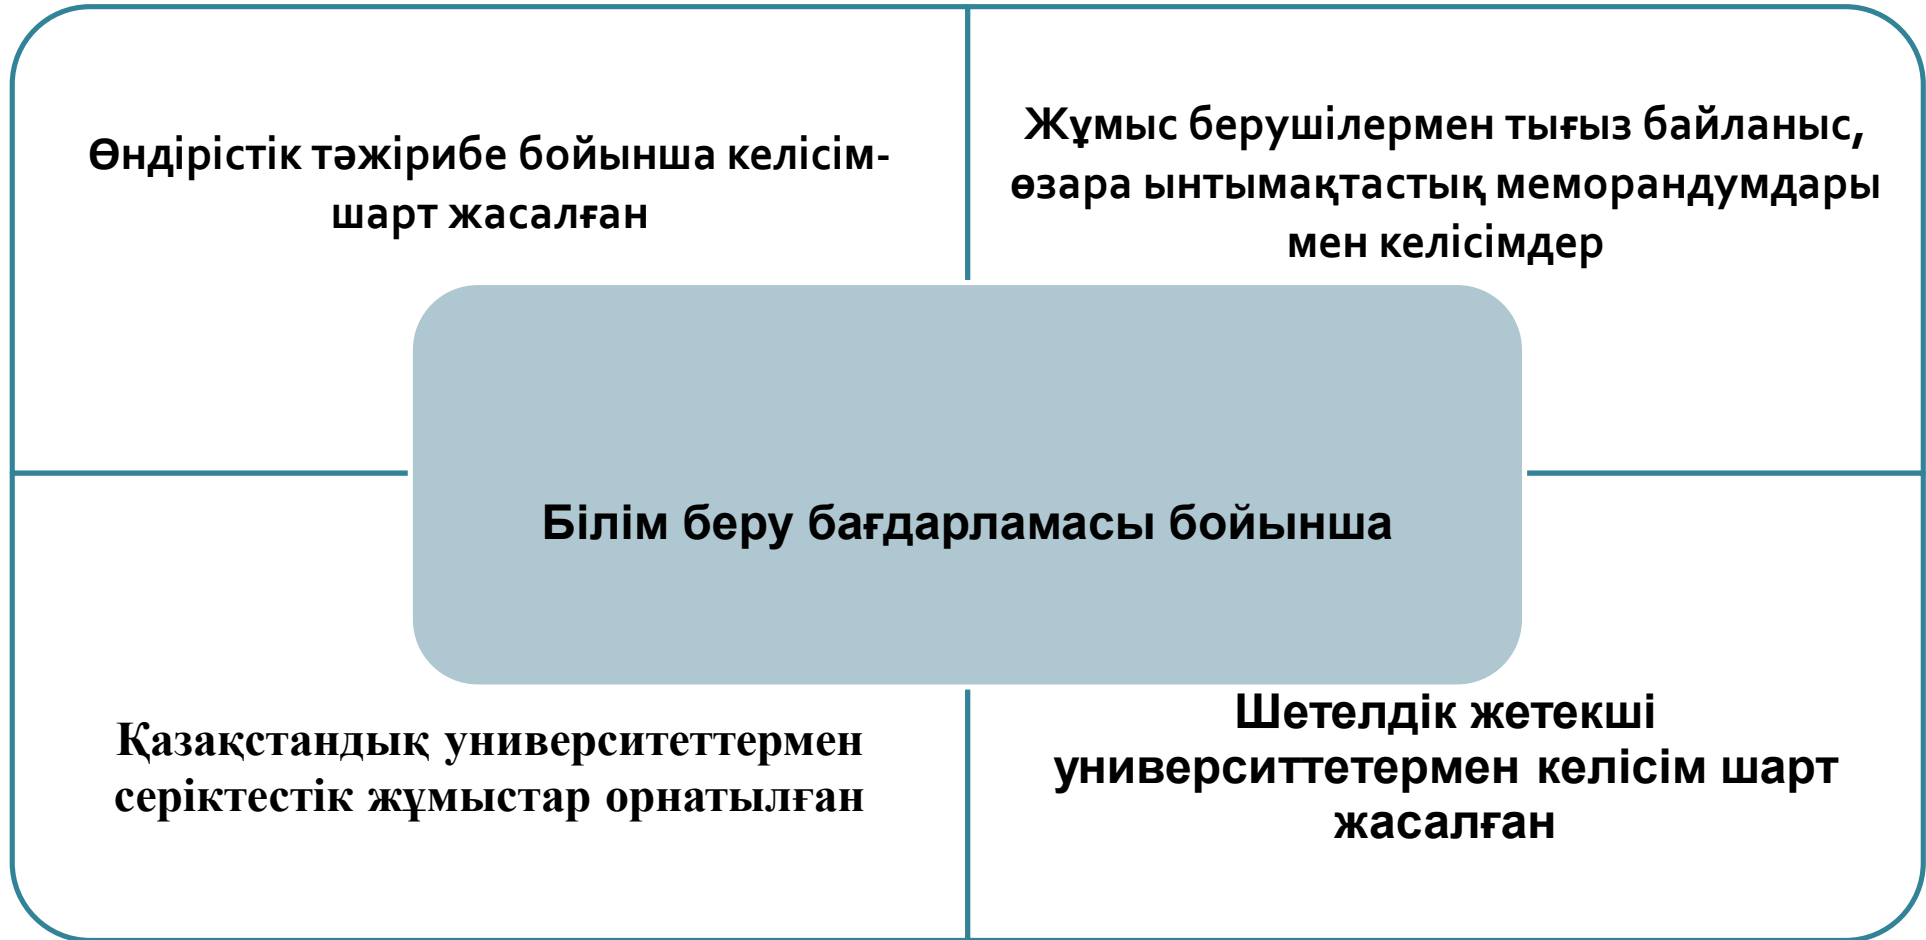 Өндірістік тәжірибе бойынша келісім-
шарт жасалған
Жұмыс берушілермен тығыз байланыс,
өзара ынтымақтастық меморандумдары
мен келісімдер
Білім беру бағдарламасы бойынша
Қазақстандық университеттермен
серіктестік жұмыстар орнатылған
Шетелдік жетекші
университтетермен келісім шарт
жасалған